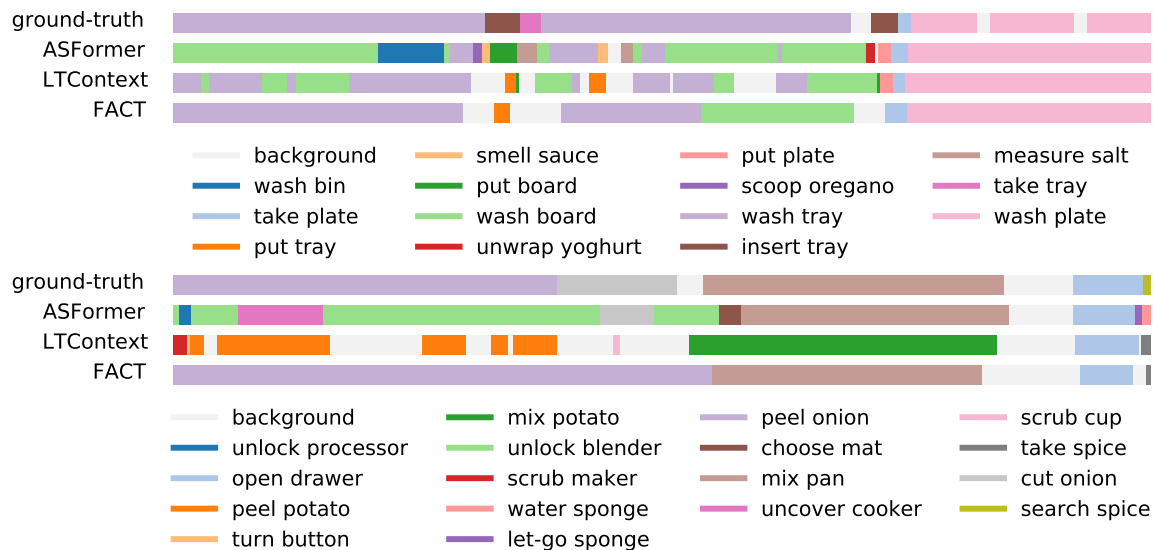 ground-truth
ASFormer
LTContext
FACT
background smell sauce put plate measure salt
wash bin put board scoop oregano take tray
take plate wash board wash tray wash plate
put tray unwrap yoghurt insert tray
ground-truth
ASFormer
LTContext
FACT
background mix potato peel onion scrub cup
unlock processor unlock blender choose mat take spice
open drawer scrub maker mix pan cut onion
peel potato water sponge uncover cooker search spice
turn button let-go sponge